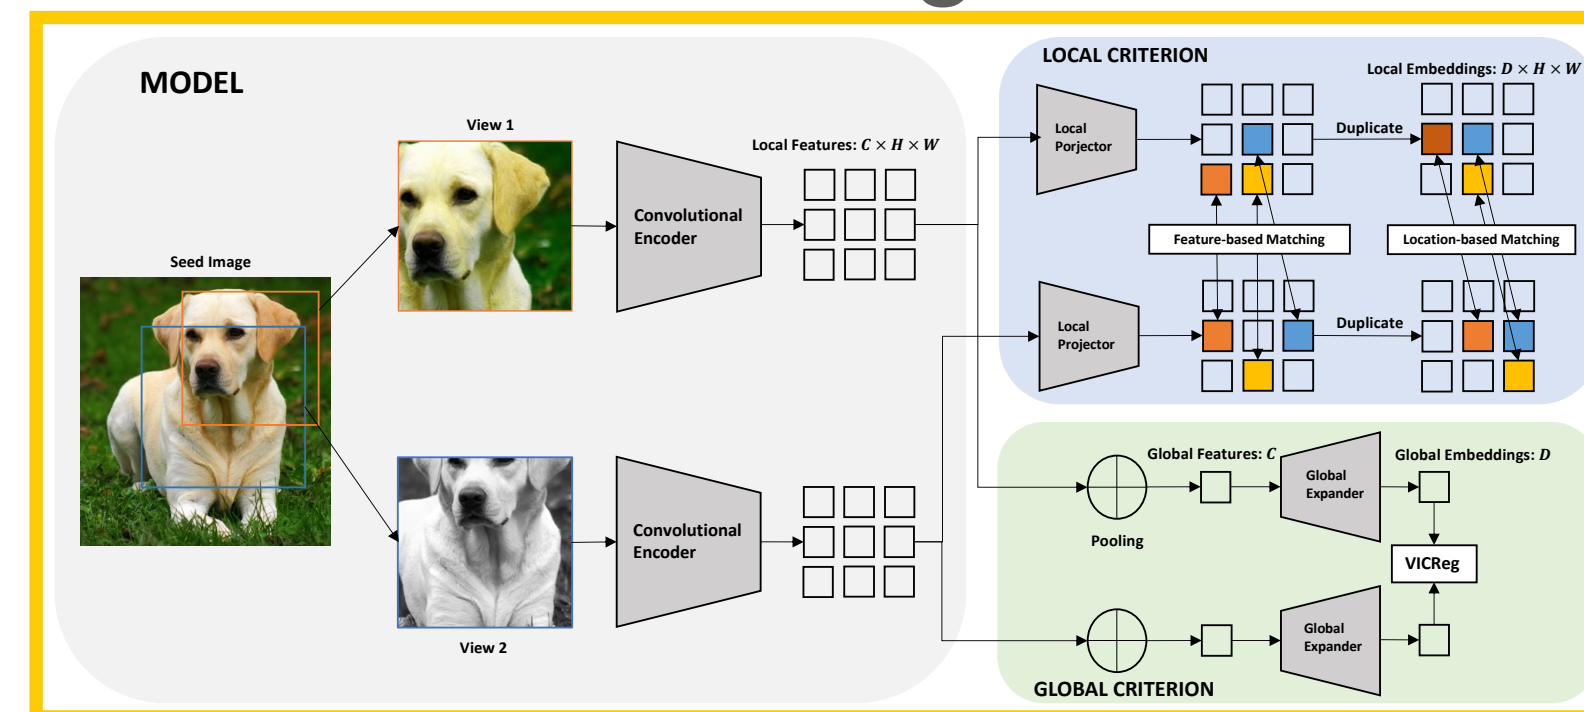 MODEL
Seed Image
View 1
Convolutional
Encoder
Local Features: C × H × W
View 2
Convolutional
Encoder
LOCAL CRITERION
Local Embeddings: D × H × W
Local
Porjector
Duplicate
Feature-based Matching
Location-based Matching
Local
Projector
Duplicate
Global Features: C
Global Embeddings: D
Global
Expander
Pooling
VICReg
Global
Expander
GLOBAL CRITERION